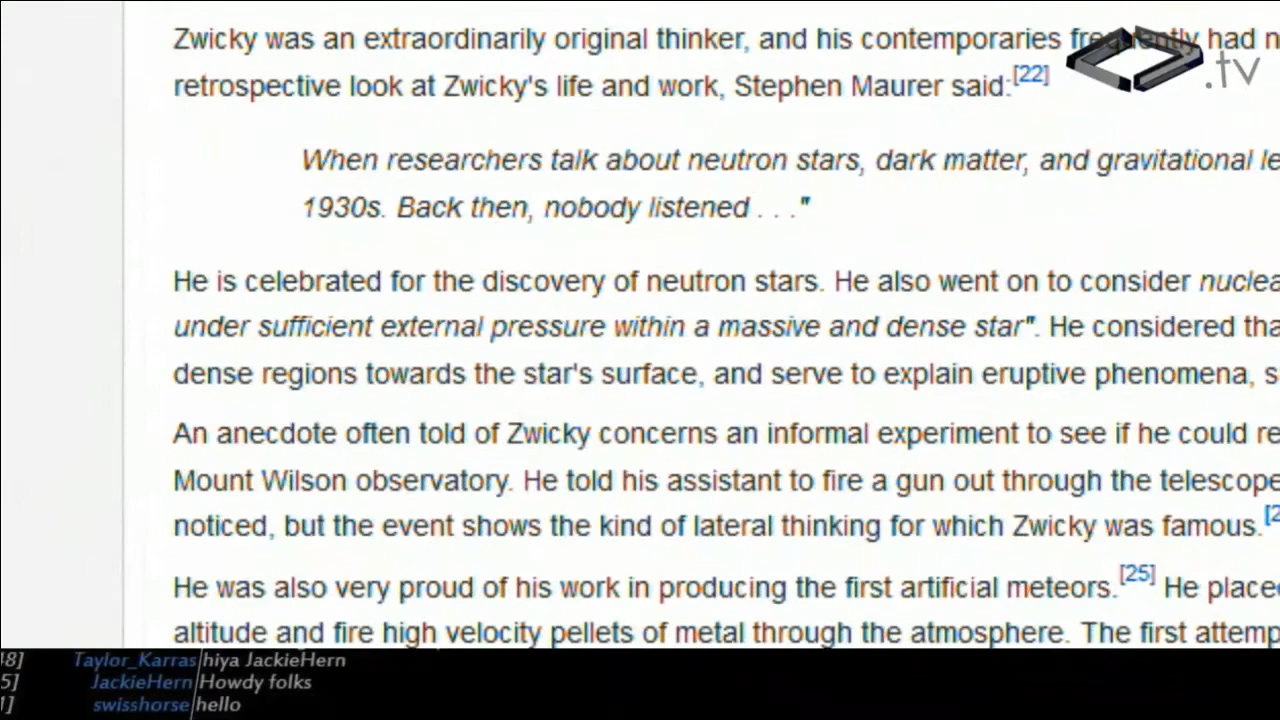 Zwicky was an extraordinarily original thinker, and his contemporaries frequently had
retrospective look at Zwicky's life and work, Stephen Maurer said:[22]
.tv
When researchers talk about neutron stars, dark matter, and gravitational le
1930s. Back then, nobody listened . . ."
He is celebrated for the discovery of neutron stars. He also went on to consider nuclea
under sufficient external pressure within a massive and dense star". He considered tha
dense regions towards the star's surface, and serve to explain eruptive phenomena, s
An anecdote often told of Zwicky concerns an informal experiment to see if he could re
Mount Wilson observatory. He told his assistant to fire a gun out through the telescope
noticed, but the event shows the kind of lateral thinking for which Zwicky was famous.[2
He was also very proud of his work in producing the first artificial meteors.[25] He place
altitude and fire high velocity pellets of metal through the atmosphere. The first attemp
48] Taylor_Karras hiya JackieHern
5] JackieHern Howdy folks
1] swisshorse hello